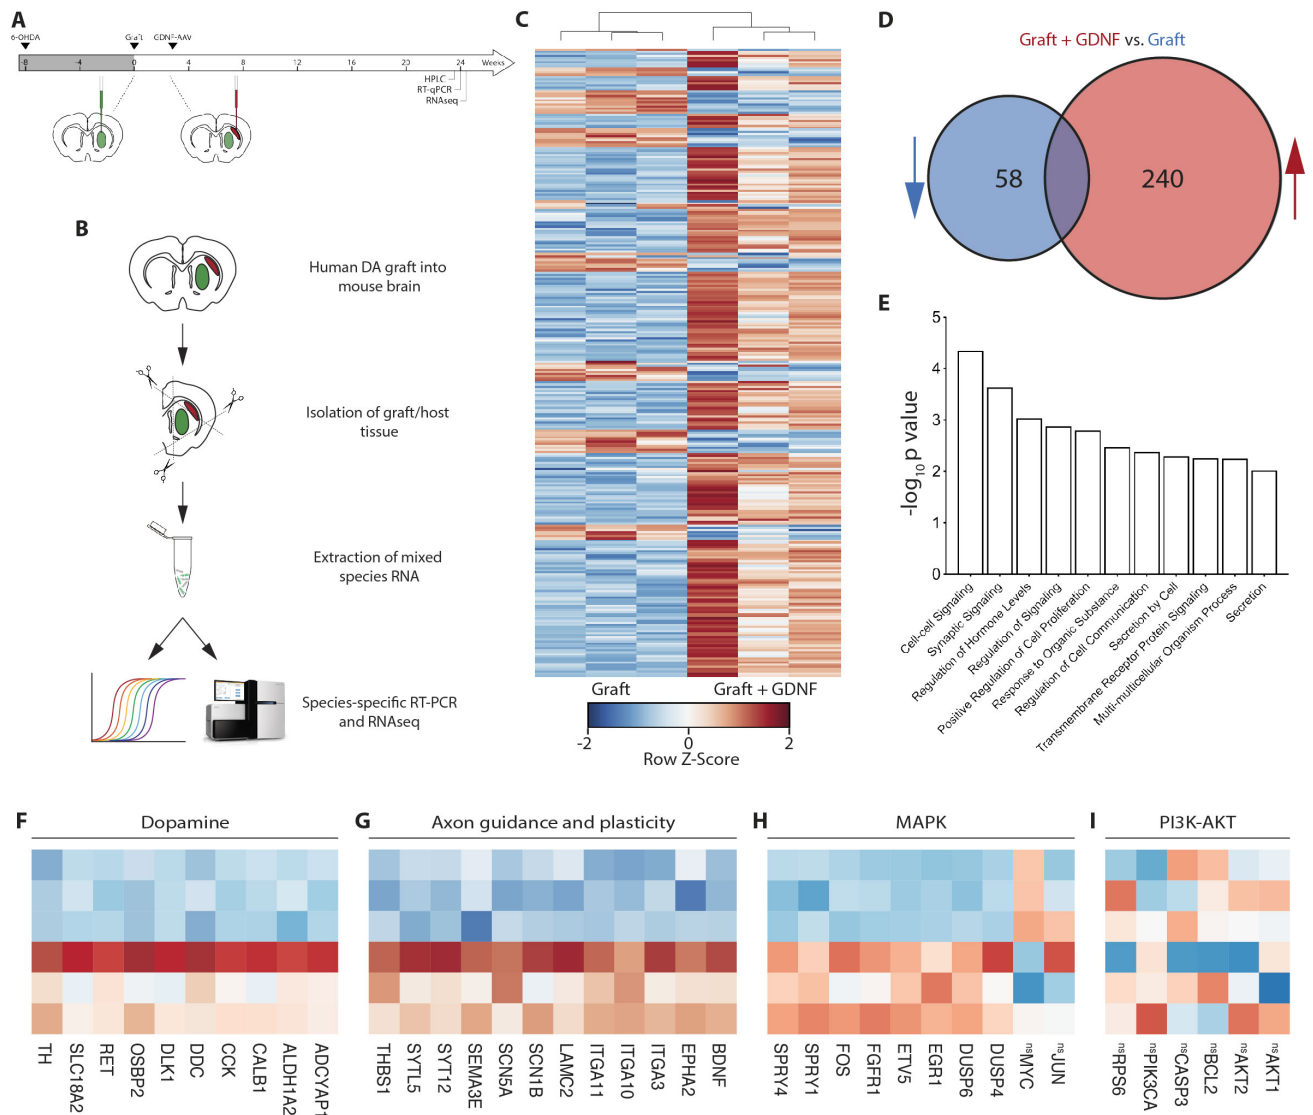 A
6-OHDA
Graft
GDNF-AAV
-8
-4
0
4
8
12
16
20
24
Weeks
HPLC
RT-qPCR
RNAseq
B
Human DA graft into
mouse brain
Isolation of graft/host
tissue
Extraction of mixed
species RNA
Species-specific RT-PCR
and RNAseq
C
Graft
Graft + GDNF
-2
0
2
Row Z-Score
D
Graft + GDNF vs. Graft
58
240
E
-log10 p value
5
4
3
2
1
0
Cell-cell Signaling
Synaptic Signaling
Regulation of Hormone Levels
Regulation of Signaling
Positive Regulation of Cell Proliferation
Response to Organic Substance
Regulation of Cell Communication
Secretion by Cell
Transmembrane Receptor Protein Signaling
Multi-multicellular Organism Process
Secretion
F
Dopamine
TH
SLC18A2
RET
OSBP2
DLK1
DDC
CCK
CALB1
ALDH1A2
ADCYAP1
G
Axon guidance and plasticity
THBS1
SYTL5
SYT12
SEMA3E
SCN5A
SCN1B
LAMC2
ITGA11
ITGA10
ITGA3
EPHA2
BDNF
H
MAPK
SPRY4
SPRY1
FOS
FGFR1
ETV5
EGR1
DUSP6
DUSP4
nsMYC
nsJUN
I
PI3K-AKT
nsRPS6
nsPIK3CA
nsCASP3
nsBCL2
nsAKT2
nsAKT1